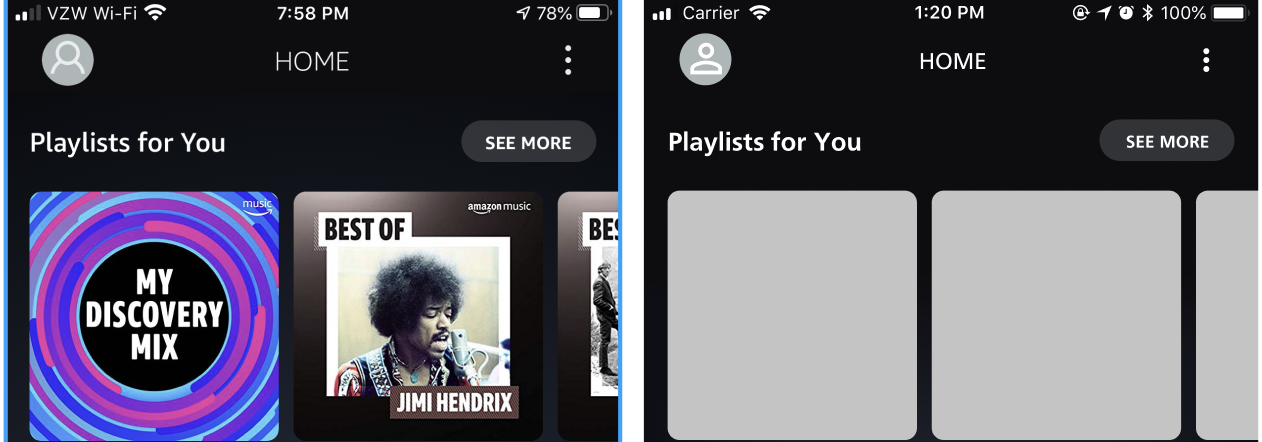 VZW Wi-Fi 7:58 PM 78%
HOME
Playlists for You SEE MORE
music
MY
DISCOVERY
MIX
amazon music
BEST OF
JIMI HENDRIX
Carrier 1:20 PM 100%
HOME
Playlists for You SEE MORE